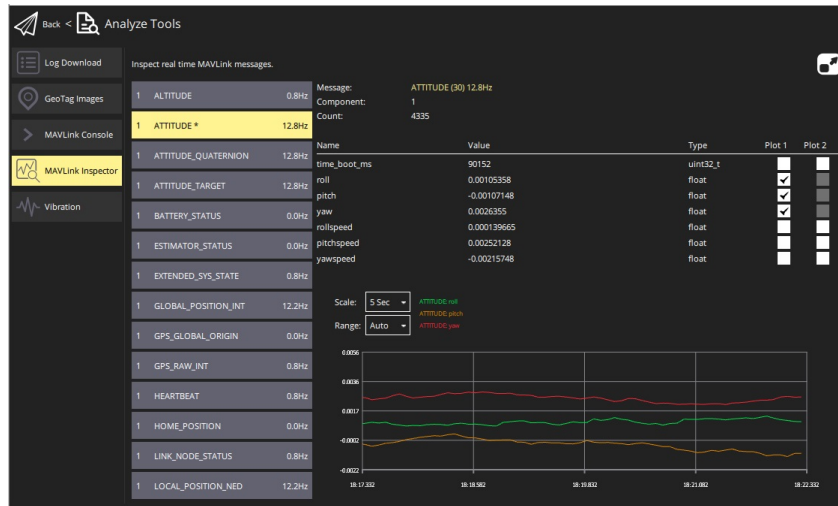 Back < Analyze Tools
Log Download
GeoTag Images
MAVLink Console
MAVLink Inspector
Vibration
Inspect real time MAVLink messages.
1 ALTITUDE 0.8Hz
1 ATTITUDE * 12.8Hz
1 ATTITUDE_QUATERNION 12.8Hz
1 ATTITUDE_TARGET 12.8Hz
1 BATTERY_STATUS 0.0Hz
1 ESTIMATOR_STATUS 0.0Hz
1 EXTENDED_SYS_STATE 0.8Hz
1 GLOBAL_POSITION_INT 12.2Hz
1 GPS_GLOBAL_ORIGIN 0.0Hz
1 GPS_RAW_INT 0.8Hz
1 HEARTBEAT 0.8Hz
1 HOME_POSITION 0.0Hz
1 LINK_NODE_STATUS 0.8Hz
1 LOCAL_POSITION_NED 12.2Hz
Message: ATTITUDE (30) 12.8Hz
Component: 1
Count: 4335
Name Value Type Plot 1 Plot 2
time_boot_ms 90152 uint32_t
roll 0.00105358 float
pitch -0.00107148 float
yaw 0.0026355 float
rollspeed 0.000139665 float
pitchspeed 0.00252128 float
yawspeed -0.00215748 float
Scale: 5 Sec
Range: Auto
ATTITUDE: roll
ATTITUDE: pitch
ATTITUDE: yaw
0.0056
0.0036
0.0017
-0.0002
-0.0022
18:17.332 18:18.582 18:19.832 18:21.082 18:22.332